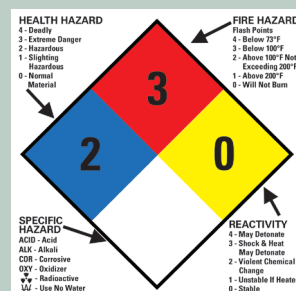 HEALTH HAZARD
4 - Deadly
3 - Extreme Danger
2 - Hazardous
1 - Slighting
Hazardous
0 - Normal
Material
FIRE HAZARD
Flash Points
4 - Below 73°F
3 - Below 100°F
2 - Above 100°F Not
Exceeding 200°F
1 - Above 200°F
0 - Will Not Burn
3
2
0
SPECIFIC
HAZARD
ACID - Acid
ALK - Alkali
COR - Corrosive
OXY - Oxidizer
- Radioactive
W - Use No Water
REACTIVITY
4 - May Detonate
3 - Shock & Heat
May Detonate
2 - Violent Chemical
Change
1 - Unstable If Heate
0 - Stable